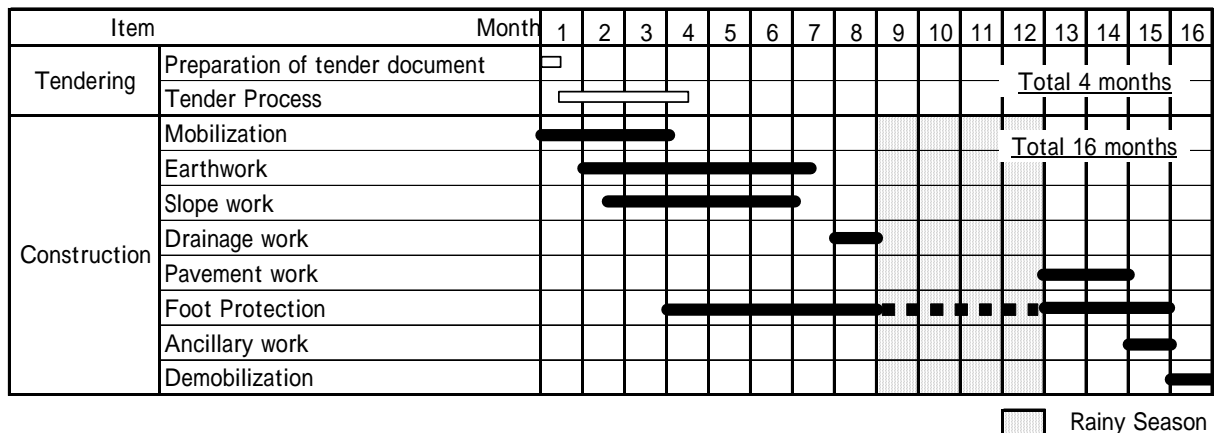 Item Month 1 2 3 4 5 6 7 8 9 10 11 12 13 14 15 16
Tendering
Preparation of tender document
Total 4 months
Tender Process
Construction
Mobilization
Total 16 months
Earthwork
Slope work
Drainage work
Pavement work
Foot Protection
Ancillary work
Demobilization
Rainy Season